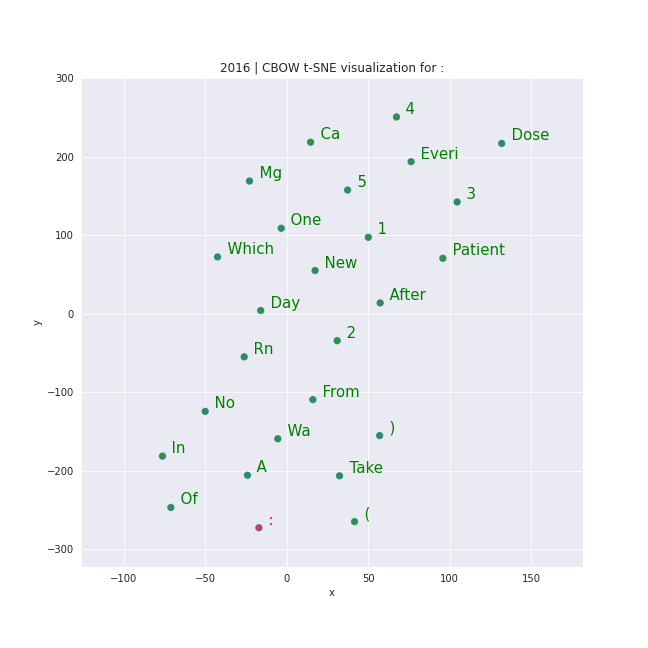 2016 | CBOW t-SNE visualization for :
300
200
100
0
−100
−200
−300
y
4
Ca
Dose
Everi
Mg
5
3
One
1
Which
Patient
New
After
Day
2
Rn
From
No
Wa
)
In
A
Take
Of
:
(
−100
−50
0
50
100
150
x